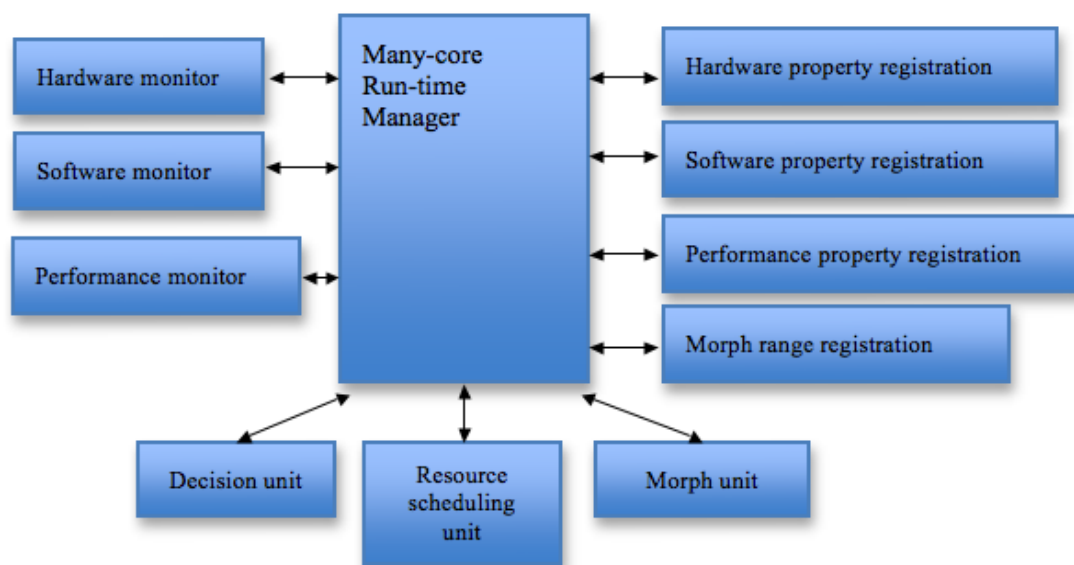 Many-core
Run-time
Manager
Hardware monitor
Software monitor
Performance monitor
Hardware property registration
Software property registration
Performance property registration
Morph range registration
Decision unit
Resource
scheduling
unit
Morph unit